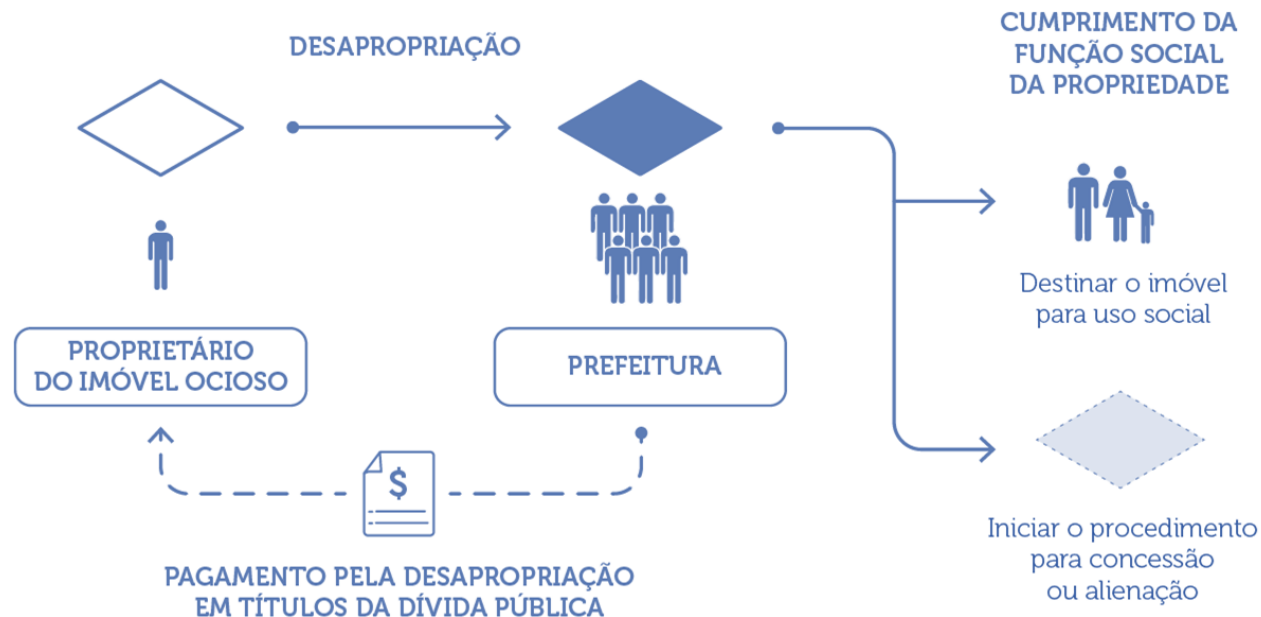 DESAPROPRIAÇÃO
CUMPRIMENTO DA
FUNÇÃO SOCIAL
DA PROPRIEDADE
PROPRIETÁRIO
DO IMÓVEL OCIOSO
PREFEITURA
Destinar o imóvel
para uso social
$
PAGAMENTO PELA DESAPROPRIAÇÃO
EM TÍTULOS DA DÍVIDA PÚBLICA
Iniciar o procedimento
para concessão
ou alienação